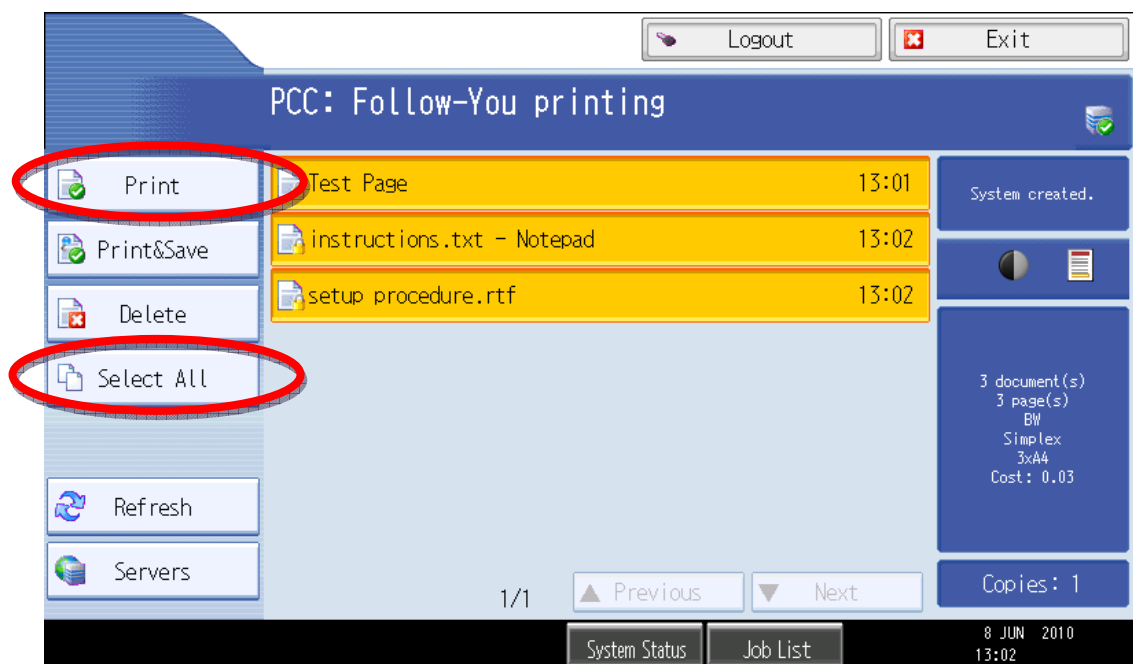 Logout
Exit
PCC: Follow-You printing
Print
Test Page 13:01
System created.
Print&Save
instructions.txt - Notepad 13:02
Delete
setup procedure.rtf 13:02
Select All
3 document(s)
3 page(s)
BW
Simplex
3xA4
Cost: 0.03
Refresh
Servers
1/1
Previous
Next
Copies: 1
System Status
Job List
8 JUN 2010
13:02